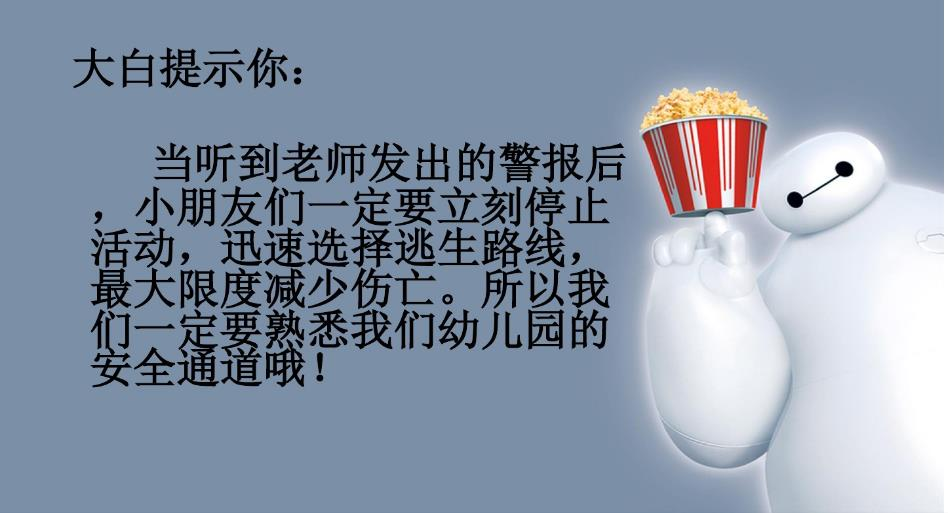 大白提示你：
当听到老师发出的警报后
，小朋友们一定要立刻停止
活动，迅速选择逃生路线，
最大限度减少伤亡。所以我
们一定要熟悉我们幼儿园的
安全通道哦！